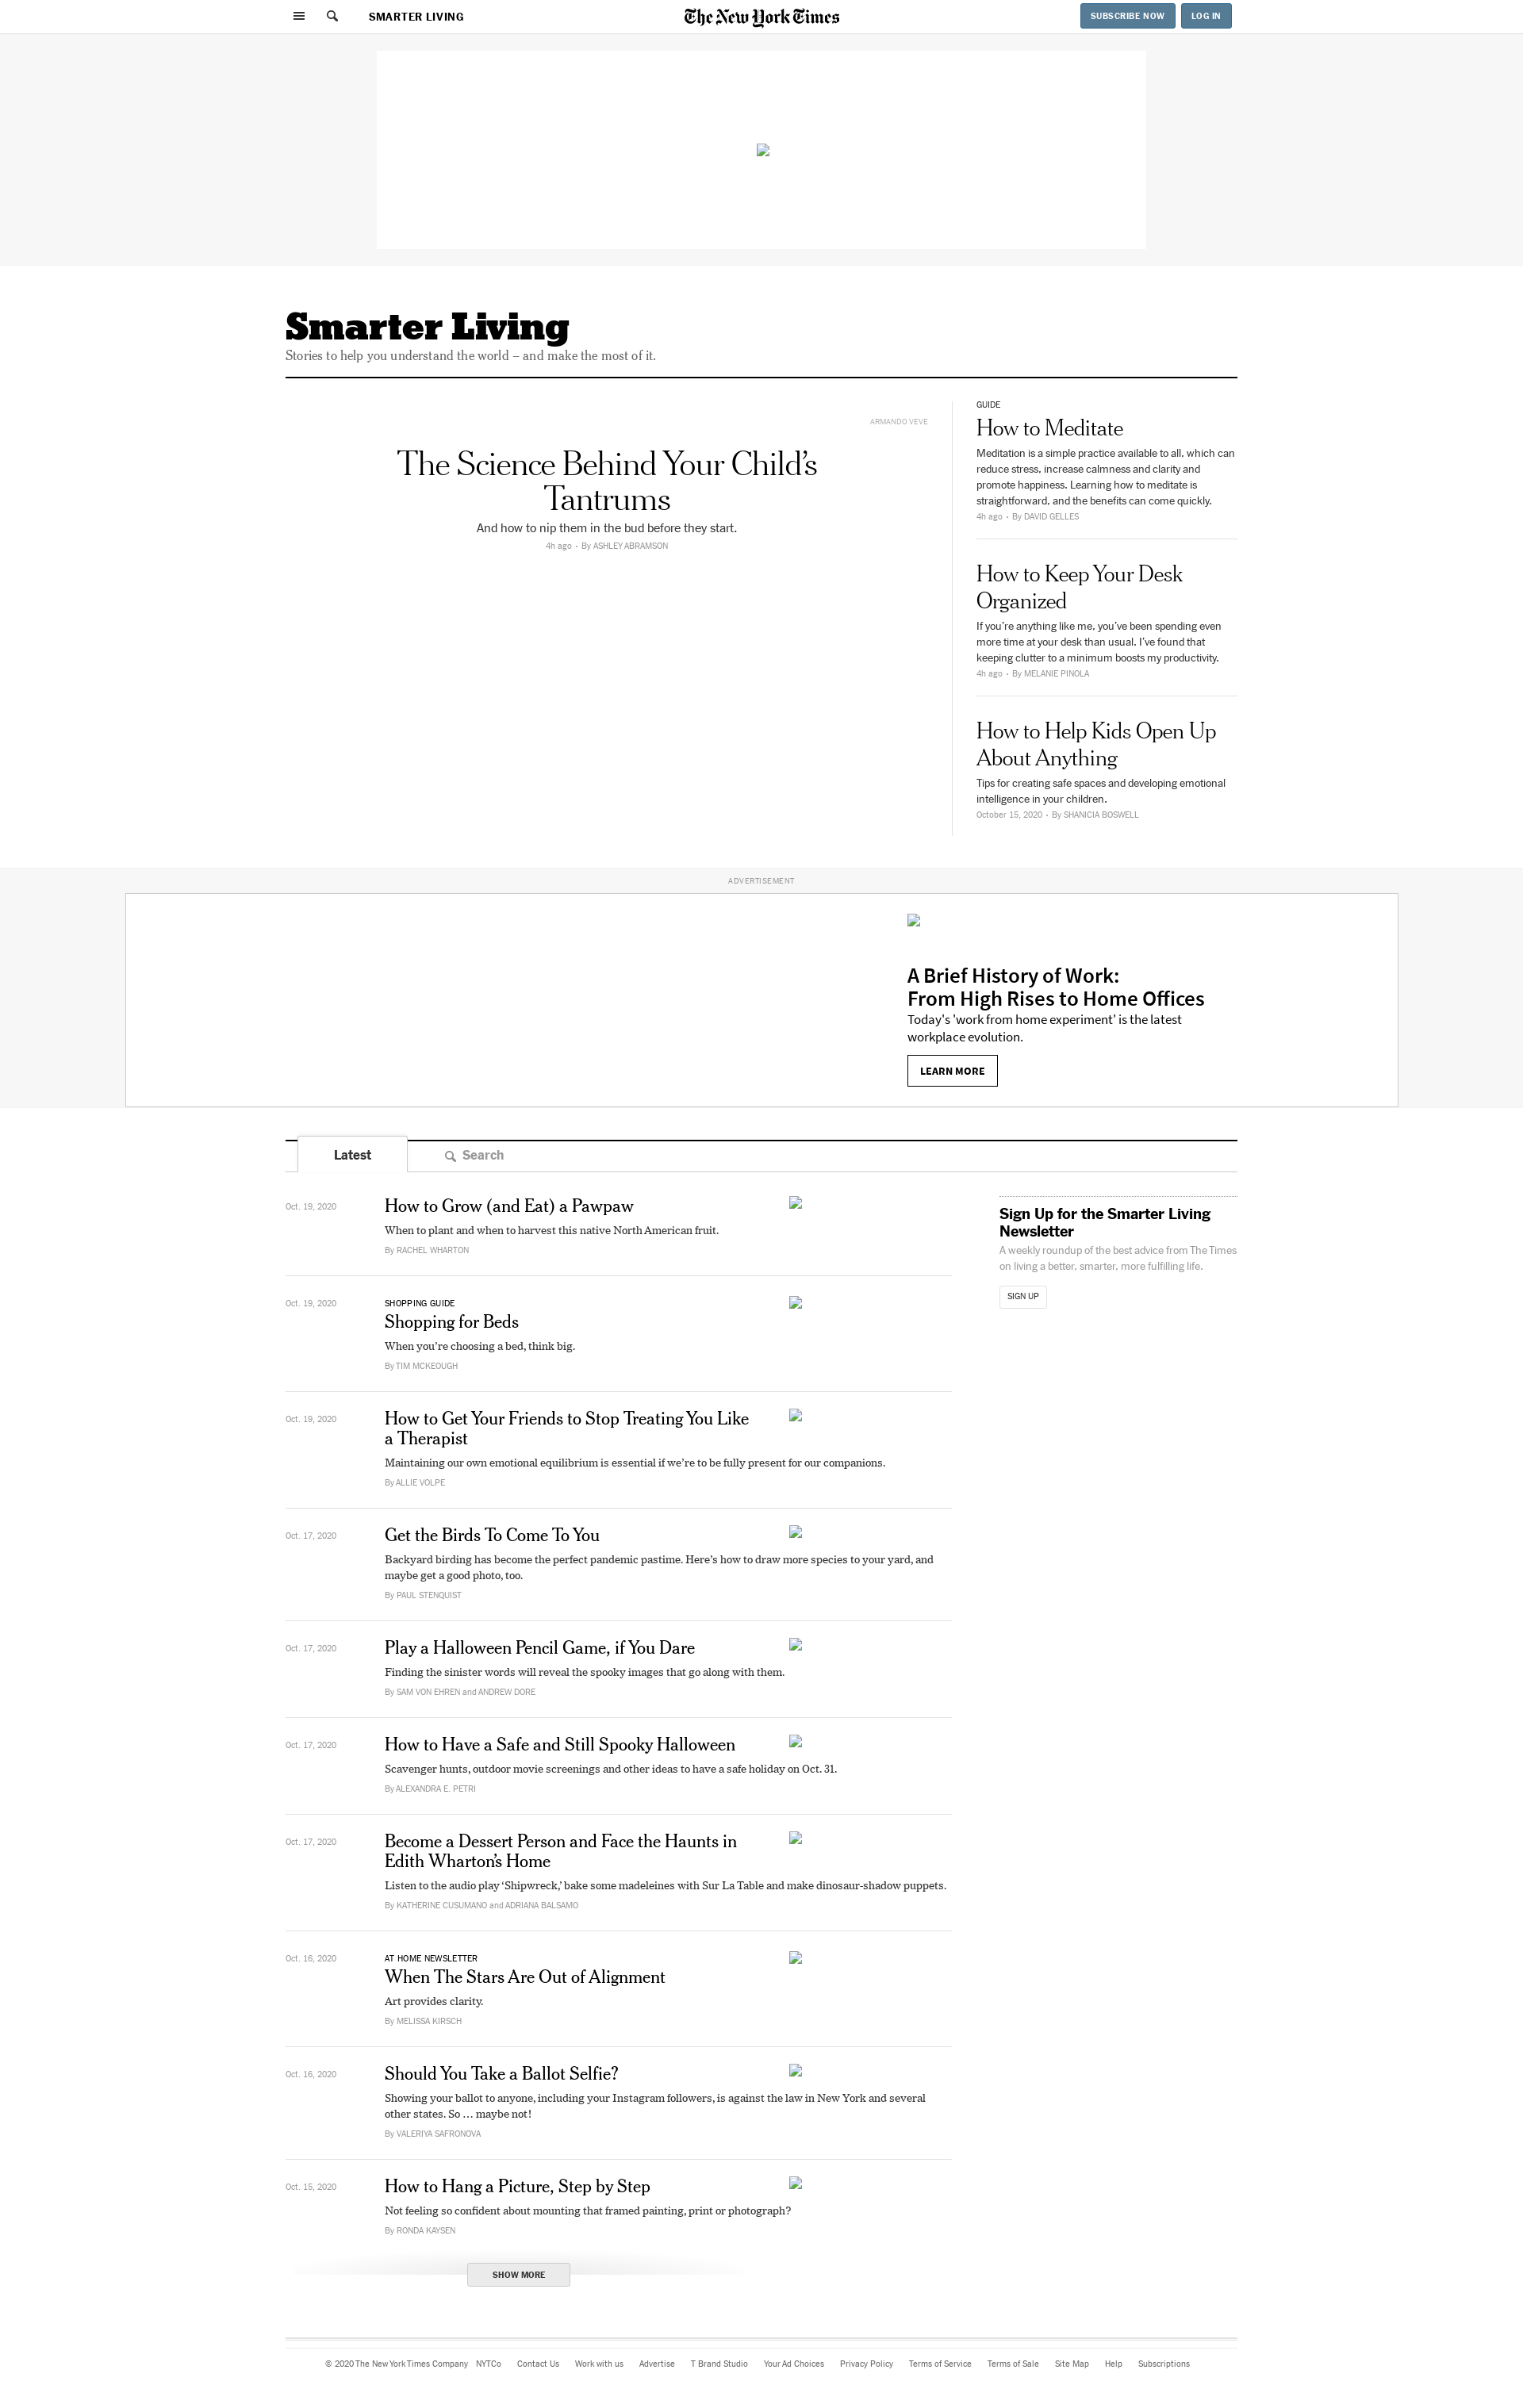 SMARTER LIVING
The New York Times
SUBSCRIBE NOW
LOG IN
Smarter Living
Stories to help you understand the world – and make the most of it.
ARMANDO VEVE
The Science Behind Your Child’s
Tantrums
And how to nip them in the bud before they start.
4h ago • By ASHLEY ABRAMSON
GUIDE
How to Meditate
Meditation is a simple practice available to all, which can
reduce stress, increase calmness and clarity and
promote happiness. Learning how to meditate is
straightforward, and the benefits can come quickly.
4h ago • By DAVID GELLES
How to Keep Your Desk
Organized
If you’re anything like me, you’ve been spending even
more time at your desk than usual. I’ve found that
keeping clutter to a minimum boosts my productivity.
4h ago • By MELANIE PINOLA
How to Help Kids Open Up
About Anything
Tips for creating safe spaces and developing emotional
intelligence in your children.
October 15, 2020 • By SHANICIA BOSWELL
ADVERTISEMENT
A Brief History of Work:
From High Rises to Home Offices
Today's 'work from home experiment' is the latest
workplace evolution.
LEARN MORE
Latest
Search
Oct. 19, 2020
How to Grow (and Eat) a Pawpaw
When to plant and when to harvest this native North American fruit.
By RACHEL WHARTON
Sign Up for the Smarter Living
Newsletter
A weekly roundup of the best advice from The Times
on living a better, smarter, more fulfilling life.
SIGN UP
Oct. 19, 2020
SHOPPING GUIDE
Shopping for Beds
When you’re choosing a bed, think big.
By TIM MCKEOUGH
Oct. 19, 2020
How to Get Your Friends to Stop Treating You Like
a Therapist
Maintaining our own emotional equilibrium is essential if we’re to be fully present for our companions.
By ALLIE VOLPE
Oct. 17, 2020
Get the Birds To Come To You
Backyard birding has become the perfect pandemic pastime. Here’s how to draw more species to your yard, and
maybe get a good photo, too.
By PAUL STENQUIST
Oct. 17, 2020
Play a Halloween Pencil Game, if You Dare
Finding the sinister words will reveal the spooky images that go along with them.
By SAM VON EHREN and ANDREW DORE
Oct. 17, 2020
How to Have a Safe and Still Spooky Halloween
Scavenger hunts, outdoor movie screenings and other ideas to have a safe holiday on Oct. 31.
By ALEXANDRA E. PETRI
Oct. 17, 2020
Become a Dessert Person and Face the Haunts in
Edith Wharton’s Home
Listen to the audio play ‘Shipwreck,’ bake some madeleines with Sur La Table and make dinosaur-shadow puppets.
By KATHERINE CUSUMANO and ADRIANA BALSAMO
Oct. 16, 2020
AT HOME NEWSLETTER
When The Stars Are Out of Alignment
Art provides clarity.
By MELISSA KIRSCH
Oct. 16, 2020
Should You Take a Ballot Selfie?
Showing your ballot to anyone, including your Instagram followers, is against the law in New York and several
other states. So … maybe not!
By VALERIYA SAFRONOVA
Oct. 15, 2020
How to Hang a Picture, Step by Step
Not feeling so confident about mounting that framed painting, print or photograph?
By RONDA KAYSEN
SHOW MORE
© 2020 The New York Times Company NYTCo Contact Us Work with us Advertise T Brand Studio Your Ad Choices Privacy Policy Terms of Service Terms of Sale Site Map Help Subscriptions